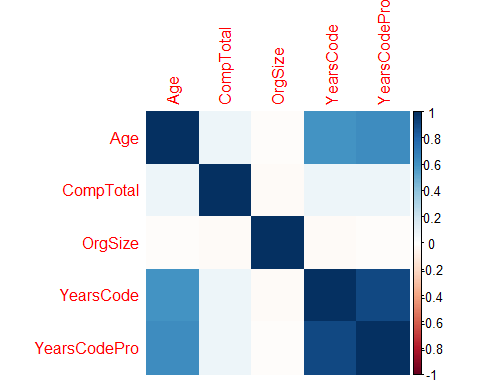 Age
CompTotal
OrgSize
YearsCode
YearsCodePro
Age
CompTotal
OrgSize
YearsCode
YearsCodePro
1
0.8
0.6
0.4
0.2
0
-0.2
-0.4
-0.6
-0.8
-1